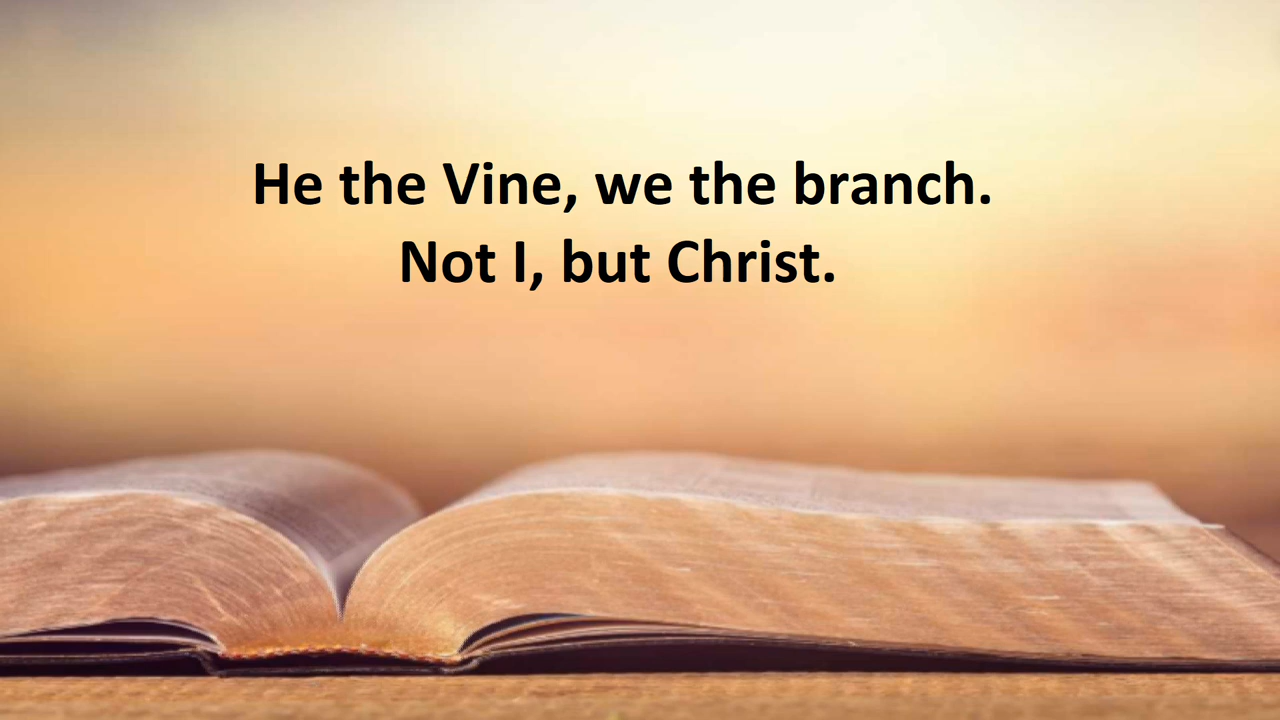 He the Vine, we the branch.
Not I, but Christ.